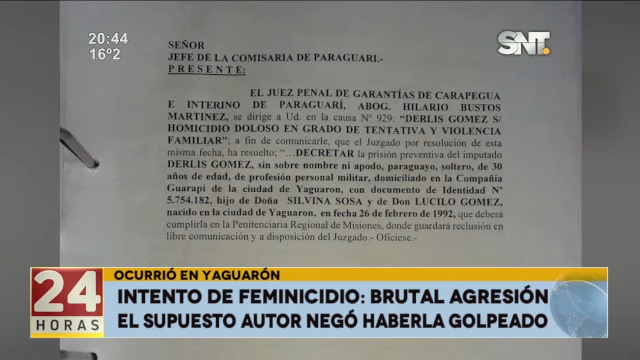 20:44
16º2
SNT.
SEÑOR
JEFE DE LA COMISARIA DE PARAGUARI.-
P R E S E N T E:
EL JUEZ PENAL DE GARANTÍAS DE CARAPEGUA
E INTERINO DE PARAGUARÍ, ABOG. HILARIO BUSTOS
MARTINEZ, se dirige a Ud. en la causa Nº 929: "DERLIS GOMEZ S/
HOMICIDIO DOLOSO EN GRADO DE TENTATIVA Y VIOLENCIA
FAMILIAR"; a fin de comunicarle, que el Juzgado por resolución de esta
misma fecha, ha resuelto; "…DECRETAR la prisión preventiva del imputado
DERLIS GOMEZ, sin sobre nombre ni apodo, paraguayo, soltero, de 30
años de edad, de profesión personal militar, domiciliado en la Compañía
Guarapi de la ciudad de Yaguaron, con documento de Identidad Nº
5.754.182, hijo de Doña SILVINA SOSA y de Don LUCILO GOMEZ,
nacido en la ciudad de Yaguaron, en fecha 26 de febrero de 1992, que deberá
cumplirla en la Penitenciaria Regional de Misiones, donde guardará reclusión en
libre comunicación y a disposición del Juzgado.- Ofíciese.-
OCURRIÓ EN YAGUARÓN
24
HORAS
INTENTO DE FEMINICIDIO: BRUTAL AGRESIÓN
EL SUPUESTO AUTOR NEGÓ HABERLA GOLPEADO